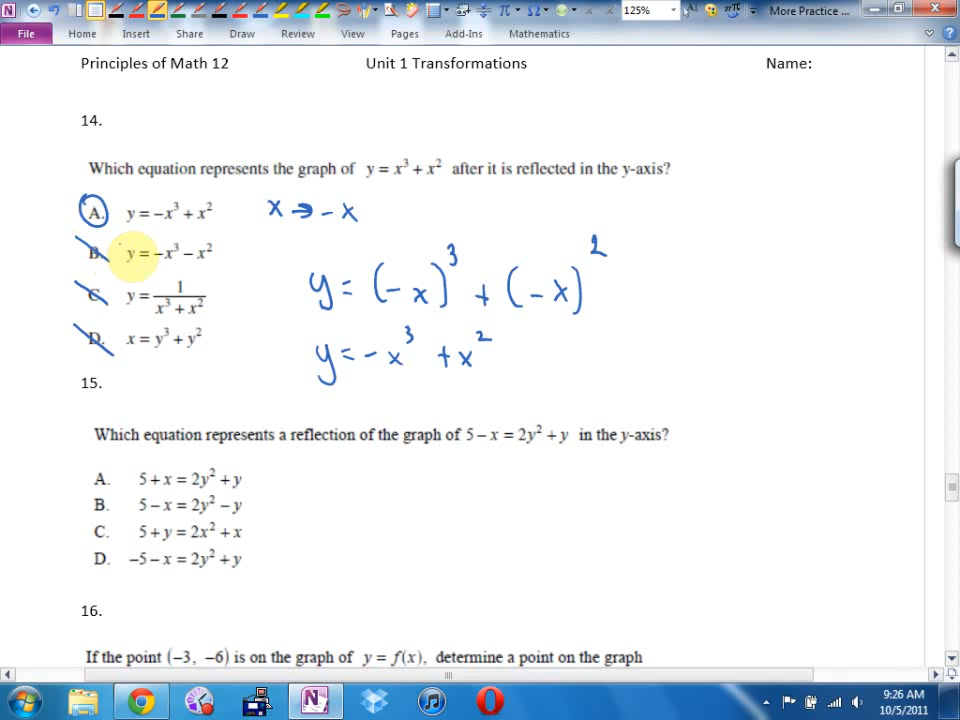 125% More Practice ...
File Home Insert Share Draw Review View Pages Add-Ins Mathematics
Principles of Math 12 Unit 1 Transformations Name:
14.
Which equation represents the graph of y = x³ + x² after it is reflected in the y-axis?
A. y = −x³ + x² x → −x
B. y = −x³ − x²
y = (−x)³ + (−x)²
C. y = 1/(x³ + x²)
D. x = y³ + y²
y = −x³ + x²
15.
Which equation represents a reflection of the graph of 5 − x = 2y² + y in the y-axis?
A. 5 + x = 2y² + y
B. 5 − x = 2y² − y
C. 5 + y = 2x² + x
D. −5 − x = 2y² + y
16.
If the point (−3, −6) is on the graph of y = f(x), determine a point on the graph
9:26 AM
10/5/2011